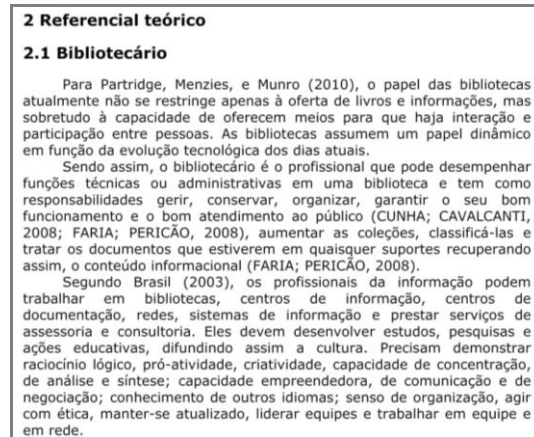 2 Referencial teórico
2.1 Bibliotecário
Para Partridge, Menzies, e Munro (2010), o papel das bibliotecas
atualmente não se restringe apenas à oferta de livros e informações, mas
sobretudo à capacidade de oferecem meios para que haja interação e
participação entre pessoas. As bibliotecas assumem um papel dinâmico
em função da evolução tecnológica dos dias atuais.
Sendo assim, o bibliotecário é o profissional que pode desempenhar
funções técnicas ou administrativas em uma biblioteca e tem como
responsabilidades gerir, conservar, organizar, garantir o seu bom
funcionamento e o bom atendimento ao público (CUNHA; CAVALCANTI,
2008; FARIA; PERICÃO, 2008), aumentar as coleções, classificá-las e
tratar os documentos que estiverem em quaisquer suportes recuperando
assim, o conteúdo informacional (FARIA; PERICÃO, 2008).
Segundo Brasil (2003), os profissionais da informação podem
trabalhar em bibliotecas, centros de informação, centros de
documentação, redes, sistemas de informação e prestar serviços de
assessoria e consultoria. Eles devem desenvolver estudos, pesquisas e
ações educativas, difundindo assim a cultura. Precisam demonstrar
raciocínio lógico, pró-atividade, criatividade, capacidade de concentração,
de análise e síntese; capacidade empreendedora, de comunicação e de
negociação; conhecimento de outros idiomas; senso de organização, agir
com ética, manter-se atualizado, liderar equipes e trabalhar em equipe e
em rede.